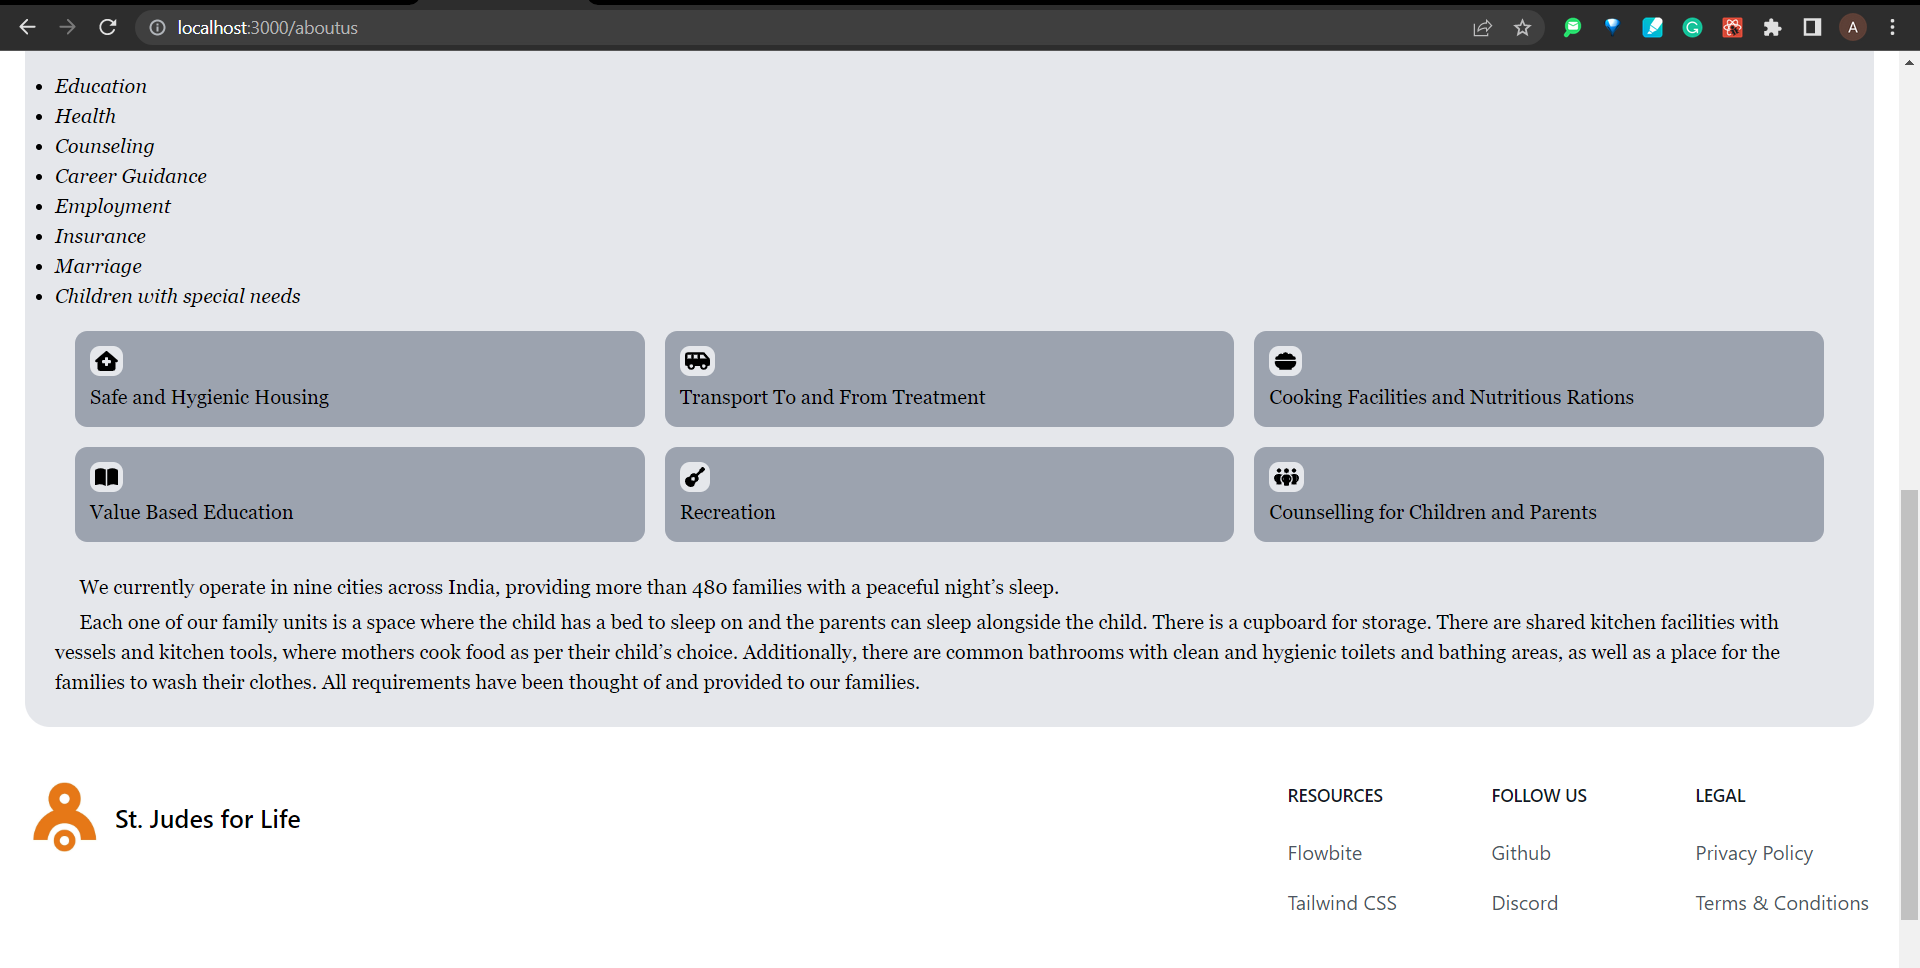 localhost:3000/aboutus
A
Education
Health
Counseling
Career Guidance
Employment
Insurance
Marriage
Children with special needs
Safe and Hygienic Housing
Transport To and From Treatment
Cooking Facilities and Nutritious Rations
Value Based Education
Recreation
Counselling for Children and Parents
We currently operate in nine cities across India, providing more than 480 families with a peaceful night’s sleep.
Each one of our family units is a space where the child has a bed to sleep on and the parents can sleep alongside the child. There is a cupboard for storage. There are shared kitchen facilities with
vessels and kitchen tools, where mothers cook food as per their child’s choice. Additionally, there are common bathrooms with clean and hygienic toilets and bathing areas, as well as a place for the
families to wash their clothes. All requirements have been thought of and provided to our families.
St. Judes for Life
RESOURCES
Flowbite
Tailwind CSS
FOLLOW US
Github
Discord
LEGAL
Privacy Policy
Terms & Conditions